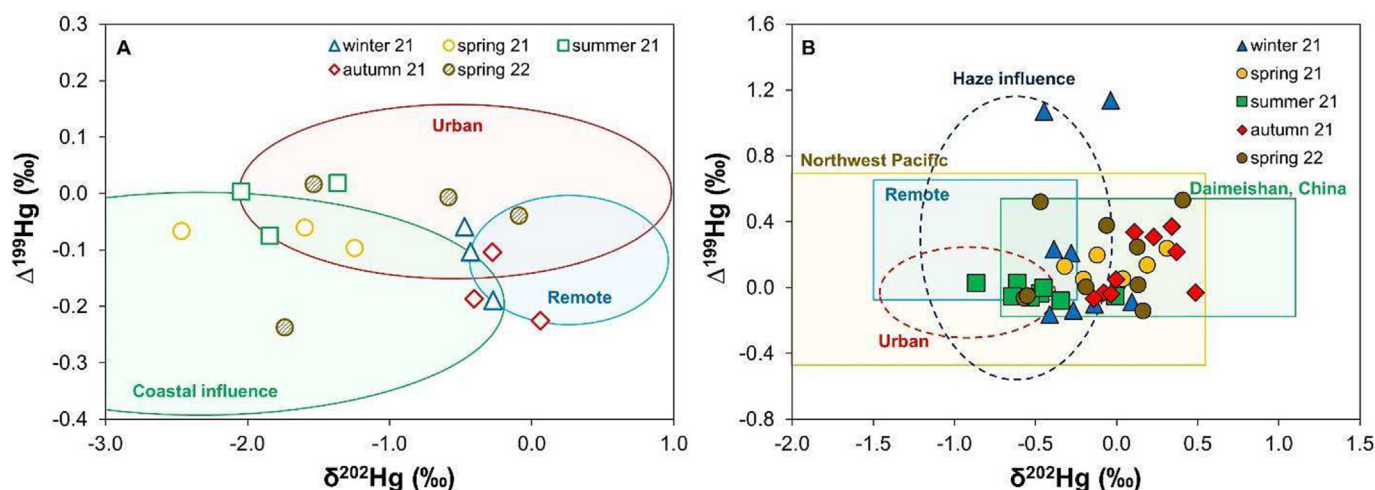 A
winter 21
spring 21
summer 21
autumn 21
spring 22
Urban
Remote
Coastal influence
0.3
0.2
0.1
0.0
-0.1
-0.2
-0.3
-0.4
-3.0
-2.0
-1.0
0.0
1.0
Δ¹⁹⁹Hg (‰)
δ²⁰²Hg (‰)
B
winter 21
spring 21
summer 21
autumn 21
spring 22
Haze influence
Northwest Pacific
Remote
Daimeishan, China
Urban
1.6
1.2
0.8
0.4
0.0
-0.4
-0.8
-2.0
-1.5
-1.0
-0.5
0.0
0.5
1.0
1.5
Δ¹⁹⁹Hg (‰)
δ²⁰²Hg (‰)